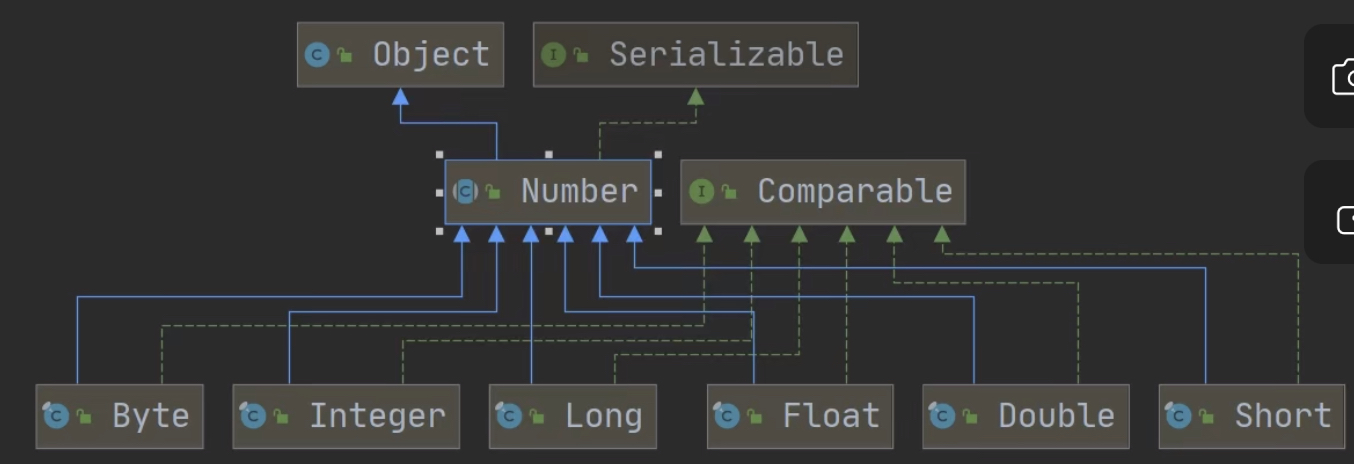 Object
Serializable
Number
Comparable
Byte
Integer
Long
Float
Double
Short